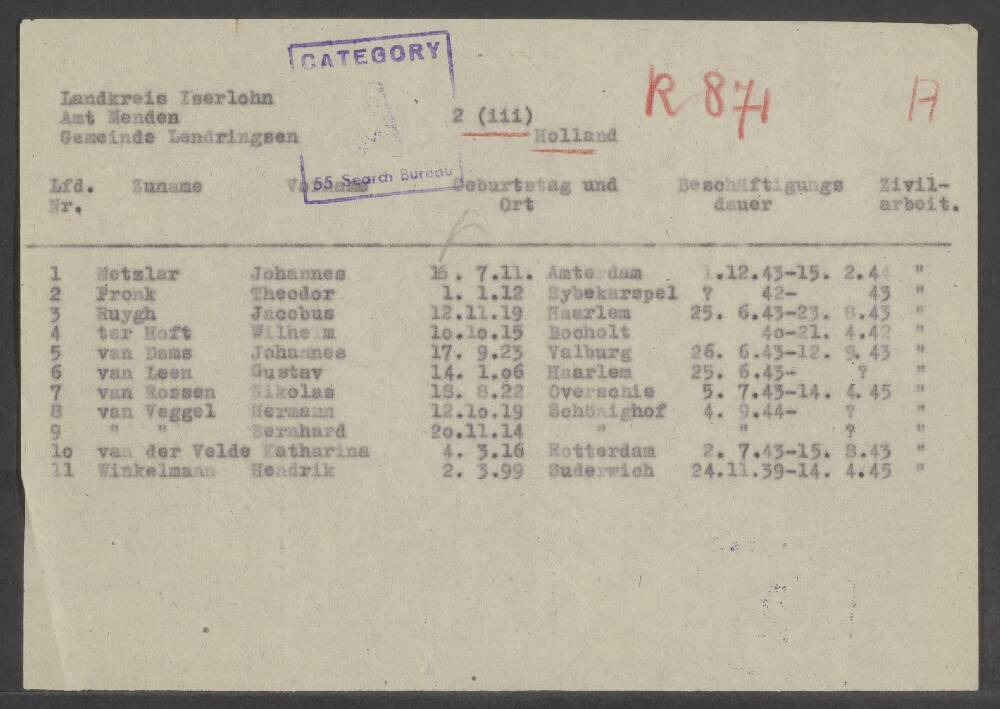 CATEGORY
A
55 Search Bureau
R 871
A
Landkreis Iserlohn
Amt Menden
Gemeinde Lendringsen
2 (iii)
Holland
Lfd. Nr. Zuname Vorname Geburtstag und Ort Beschäftigungs dauer Zivil- arbeit.
1 Metzlar Johannes 16. 7.11. Amterdam 1.12.43-15. 2.44 "
2 Pronk Theodor 1. 1.12 Sybekarspel ? 42- 43 "
3 Ruygh Jacobus 12.11.19 Haarlem 25. 6.43-23. 8.43 "
4 ter Hoft Wilhelm 10.10.15 Bocholt 40-21. 4.42 "
5 van Dams Johannes 17. 9.23 Valburg 26. 6.43-12. 9.43 "
6 van Leen Gustav 14. 1.06 Haarlem 25. 6.43- ? "
7 van Rossen Nikolas 18. 8.22 Overschie 5. 7.43-14. 4.45 "
8 van Veggel Hermann 12.10.19 Schöninghof 4. 9.44- ? "
9 " " Bernhard 20.11.14 " " ? "
10 van der Velde Katharina 4. 3.16 Rotterdam 2. 7.43-15. 8.43 "
11 Winkelmans Hendrik 2. 3.99 Suderwich 24.11.39-14. 4.45 "